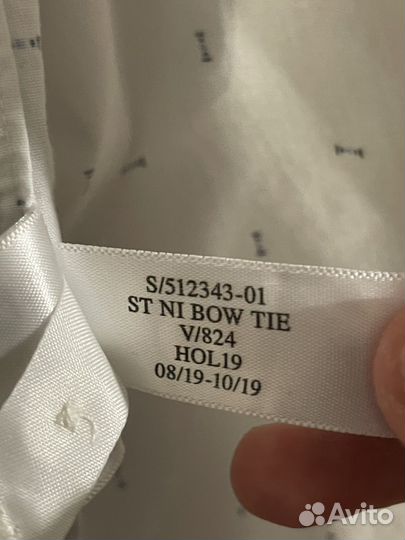 S/512343-01
ST NI BOW TIE
V/824
HOL19
08/19-10/19
Avito